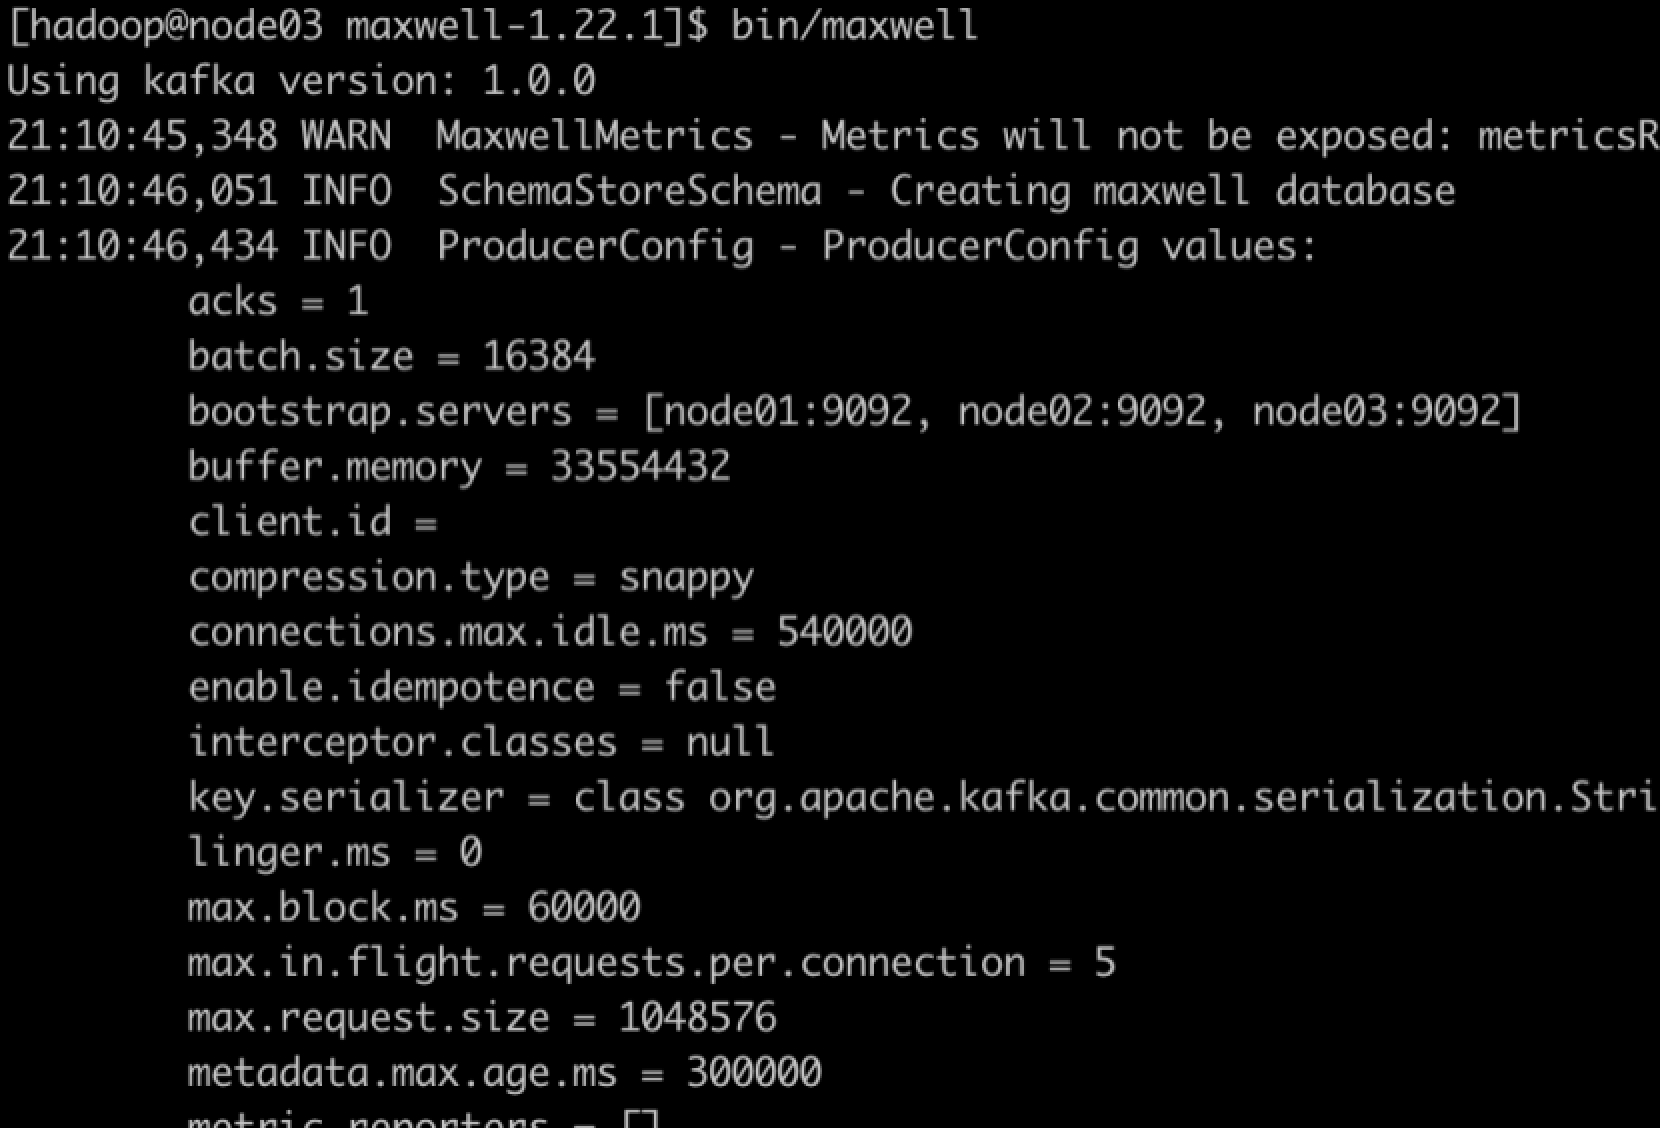 [hadoop@node03 maxwell-1.22.1]$ bin/maxwell
Using kafka version: 1.0.0
21:10:45,348 WARN  MaxwellMetrics - Metrics will not be exposed: metricsR
21:10:46,051 INFO  SchemaStoreSchema - Creating maxwell database
21:10:46,434 INFO  ProducerConfig - ProducerConfig values:
acks = 1
batch.size = 16384
bootstrap.servers = [node01:9092, node02:9092, node03:9092]
buffer.memory = 33554432
client.id =
compression.type = snappy
connections.max.idle.ms = 540000
enable.idempotence = false
interceptor.classes = null
key.serializer = class org.apache.kafka.common.serialization.Stri
linger.ms = 0
max.block.ms = 60000
max.in.flight.requests.per.connection = 5
max.request.size = 1048576
metadata.max.age.ms = 300000
metric.reporters = []